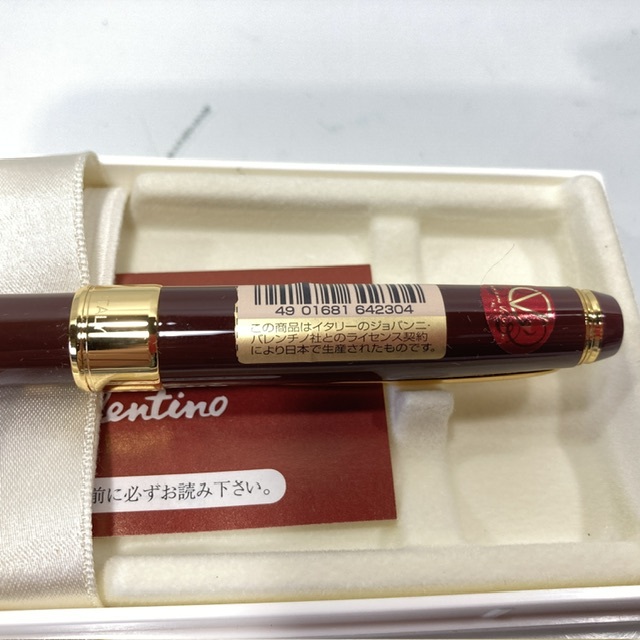 49 01681 642304
この商品はイタリーのジョバンニ・
バレンチノ社とのライセンス契約
により日本で生産されたものです。
TALY
entino
前に必ずお読み下さい。